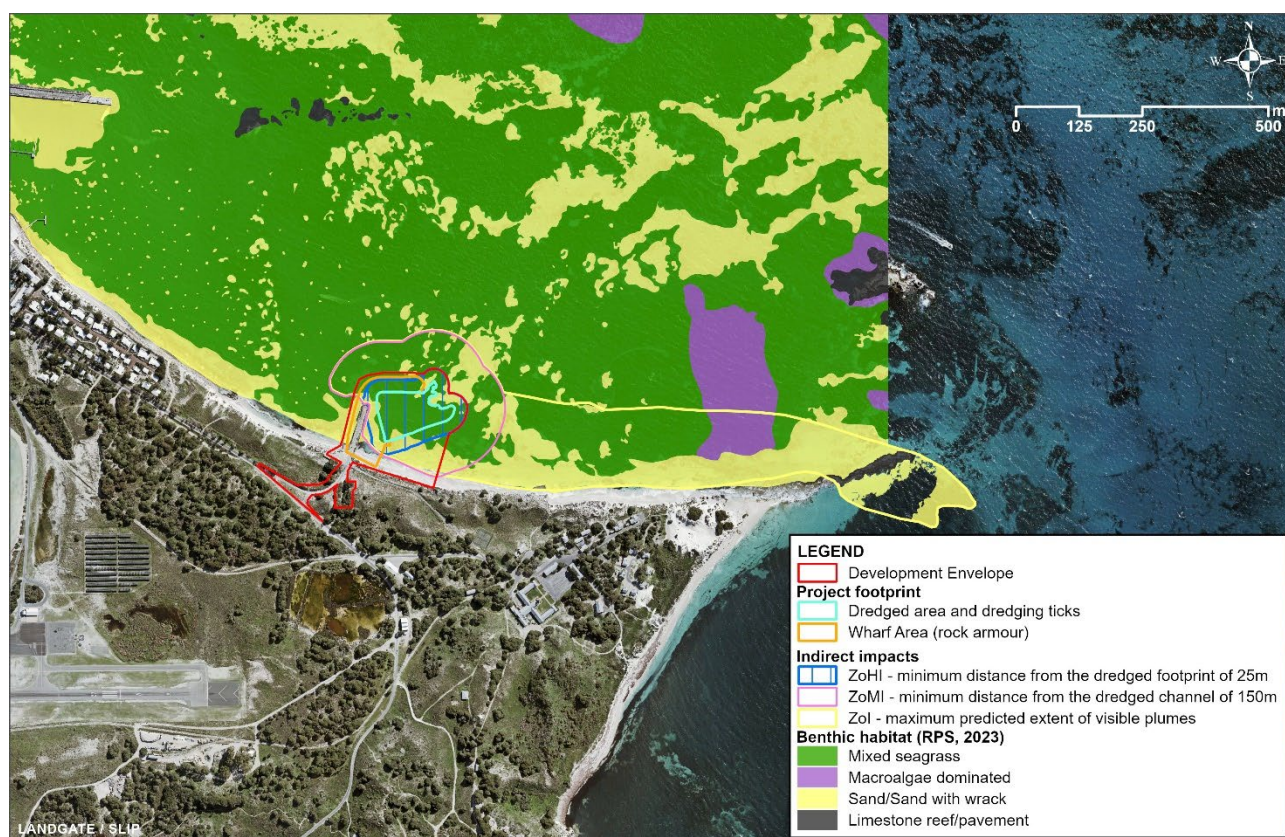 N
W E
S
m
0 125 250 500
LEGEND
Development Envelope
Project footprint
Dredged area and dredging ticks
Wharf Area (rock armour)
Indirect impacts
ZoHI - minimum distance from the dredged footprint of 25m
ZoMI - minimum distance from the dredged channel of 150m
ZoI - maximum predicted extent of visible plumes
Benthic habitat (RPS, 2023)
Mixed seagrass
Macroalgae dominated
Sand/Sand with wrack
Limestone reef/pavement
LANDGATE / SLIP